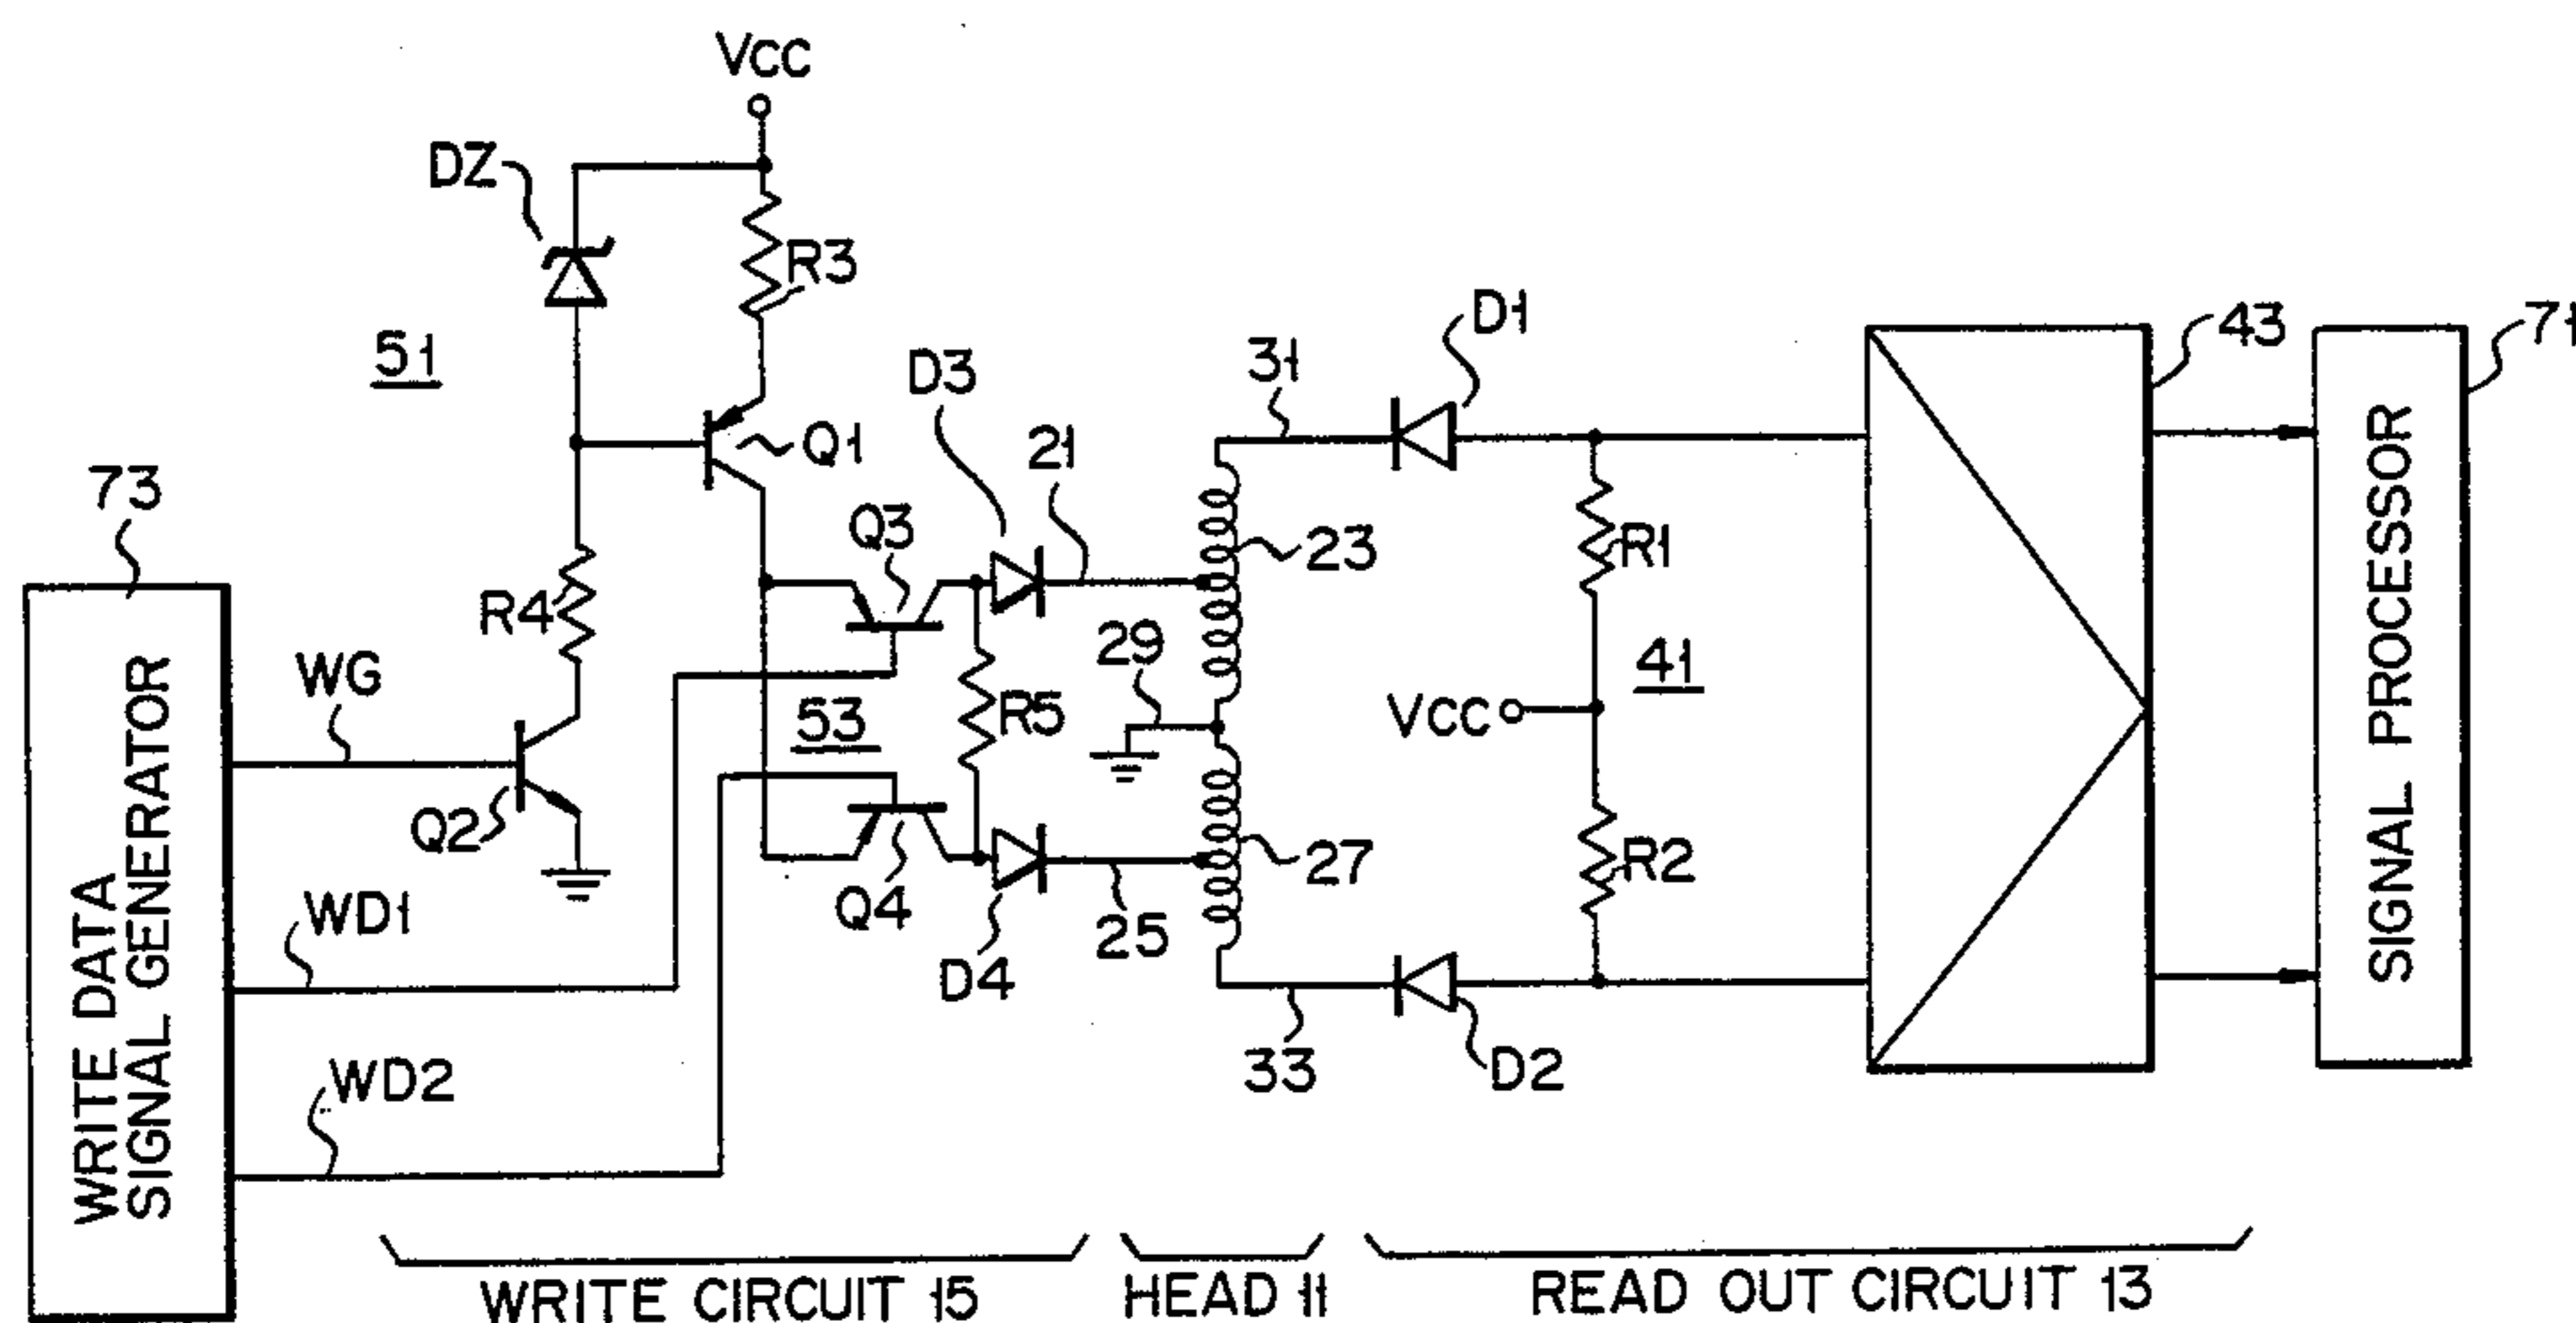 VCC
DZ
R3
51
D3
Q1
21
Q3
73
R4
WG
Q2
53
R5
29
Q4
D4
25
WD1
WD2
WRITE DATA
SIGNAL GENERATOR
31
D1
23
R1
41
VCC
27
R2
33
D2
43
71
SIGNAL PROCESSOR
WRITE CIRCUIT 15
HEAD 11
READ OUT CIRCUIT 13